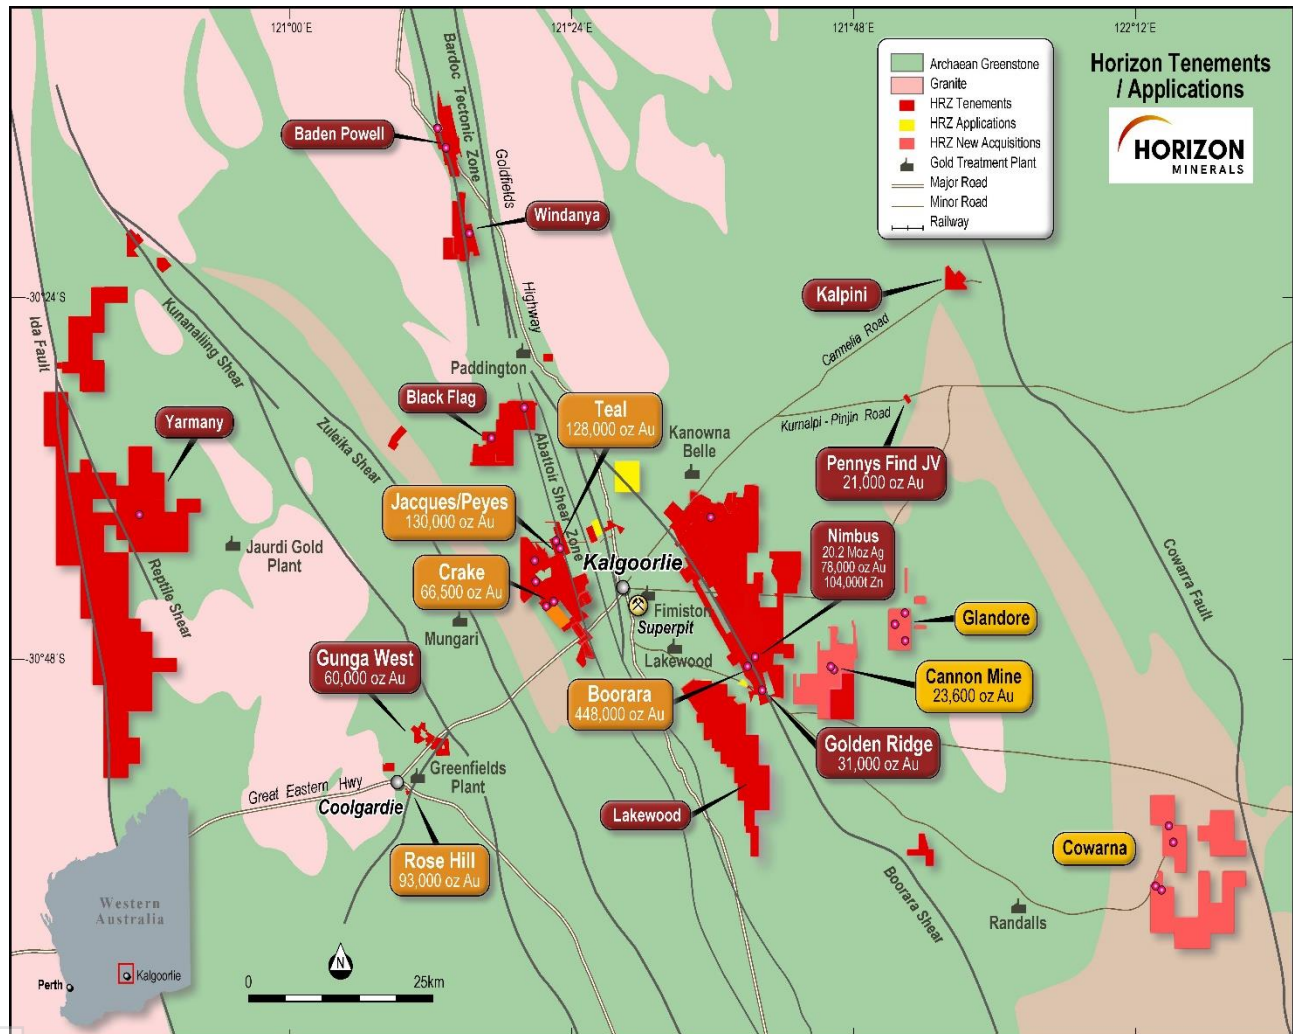 121°00'E
121°24'E
121°48'E
122°12'E
Horizon Tenements
/ Applications
HORIZON
MINERALS
Archaean Greenstone
Granite
HRZ Tenements
HRZ Applications
HRZ New Acquisitions
Gold Treatment Plant
Major Road
Minor Road
Railway
Bardoc Tectonic Zone
Baden Powell
Goldfields
Highway
Windanya
Kalpini
-30°24'S
Ida Fault
Kunanalling Shear
Carmelia Road
Paddington
Black Flag
Teal
128,000 oz Au
Kurnalpi - Pinjin Road
Yarmany
Zuleika Shear
Abattoir Shear Zone
Kanowna
Belle
Pennys Find JV
21,000 oz Au
Jacques/Peyes
130,000 oz Au
Nimbus
20.2 Moz Ag
78,000 oz Au
104,000t Zn
Cowarra Fault
Jaurdi Gold
Plant
Reptile Shear
Kalgoorlie
Crake
66,500 oz Au
Fimiston
Superpit
Glandore
Mungari
Lakewood
-30°48'S
Gunga West
60,000 oz Au
Boorara
448,000 oz Au
Cannon Mine
23,600 oz Au
Golden Ridge
31,000 oz Au
Greenfields
Plant
Great Eastern Hwy
Coolgardie
Lakewood
Cowarna
Rose Hill
93,000 oz Au
Boorara Shear
Randalls
Western
Australia
Kalgoorlie
Perth
N
0
25km